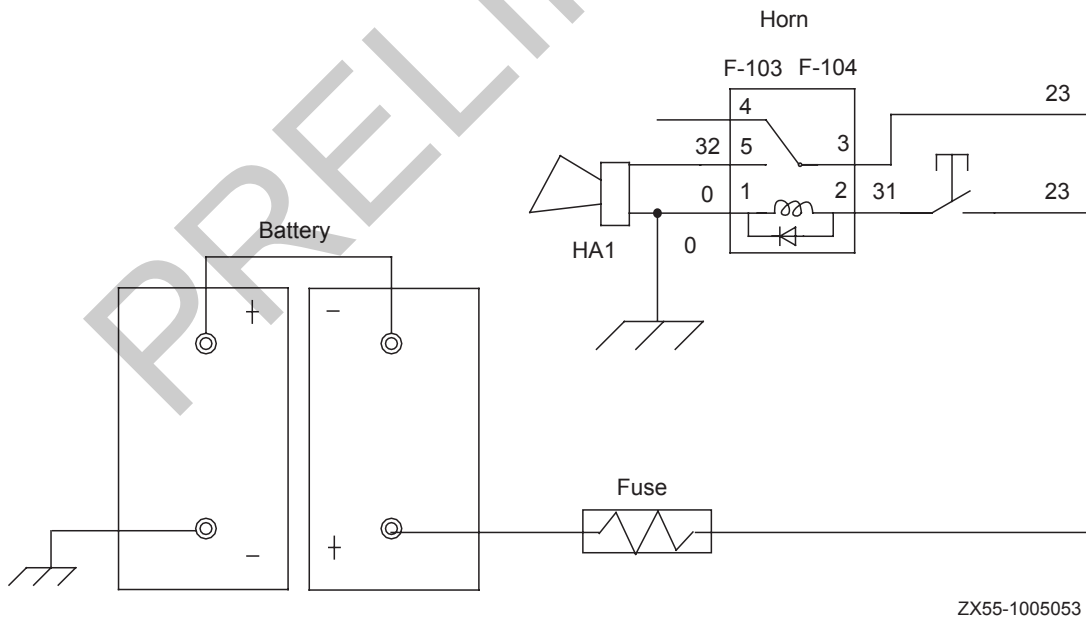 PRELI
Horn
F-103 F-104
23
4
32 5 3
0 1 2 31 23
HA1 0
Battery
+ -
- +
Fuse
ZX55-1005053